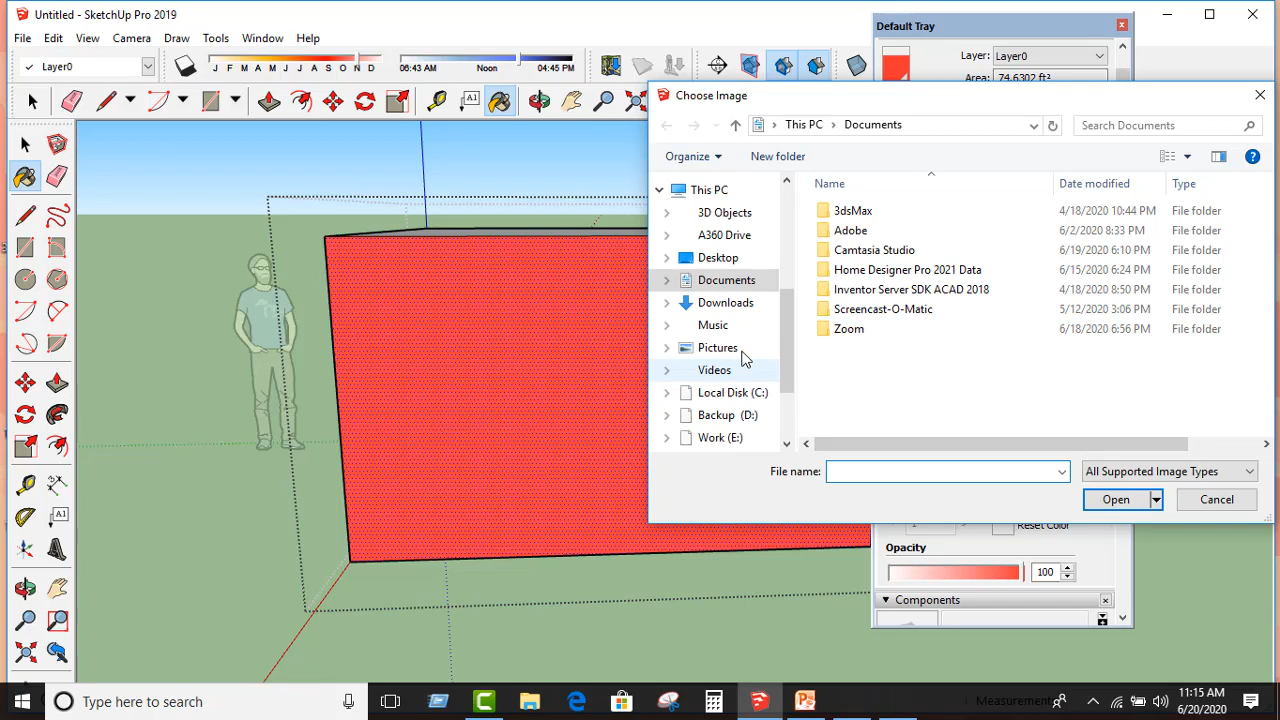 Untitled - SketchUp Pro 2019
Default Tray
File Edit View Camera Draw Tools Window Help
Layer0
J F M A M J J A S O N D
06:43 AM Noon 04:45 PM
Layer: Layer0
Area: 74.6302 ft²
Choose Image
This PC Documents
Search Documents
Organize
New folder
Name Date modified Type
This PC
3D Objects
A360 Drive
Desktop
Documents
Downloads
Music
Pictures
Videos
Local Disk (C:)
Backup (D:)
Work (E:)
3dsMax 4/18/2020 10:44 PM File folder
Adobe 6/2/2020 8:33 PM File folder
Camtasia Studio 6/19/2020 6:10 PM File folder
Home Designer Pro 2021 Data 6/15/2020 6:24 PM File folder
Inventor Server SDK ACAD 2018 4/18/2020 8:50 PM File folder
Screencast-O-Matic 5/12/2020 3:06 PM File folder
Zoom 6/18/2020 6:56 PM File folder
File name:
All Supported Image Types
Open
Cancel
Reset Color
Opacity
100
Components
Type here to search
Measurements
11:15 AM
6/20/2020